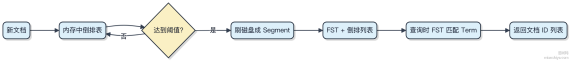 新文档
内存中倒排表
达到阈值?
否
是
刷磁盘成 Segment
FST + 倒排列表
查询时 FST 匹配 Term
返回文档 ID 列表